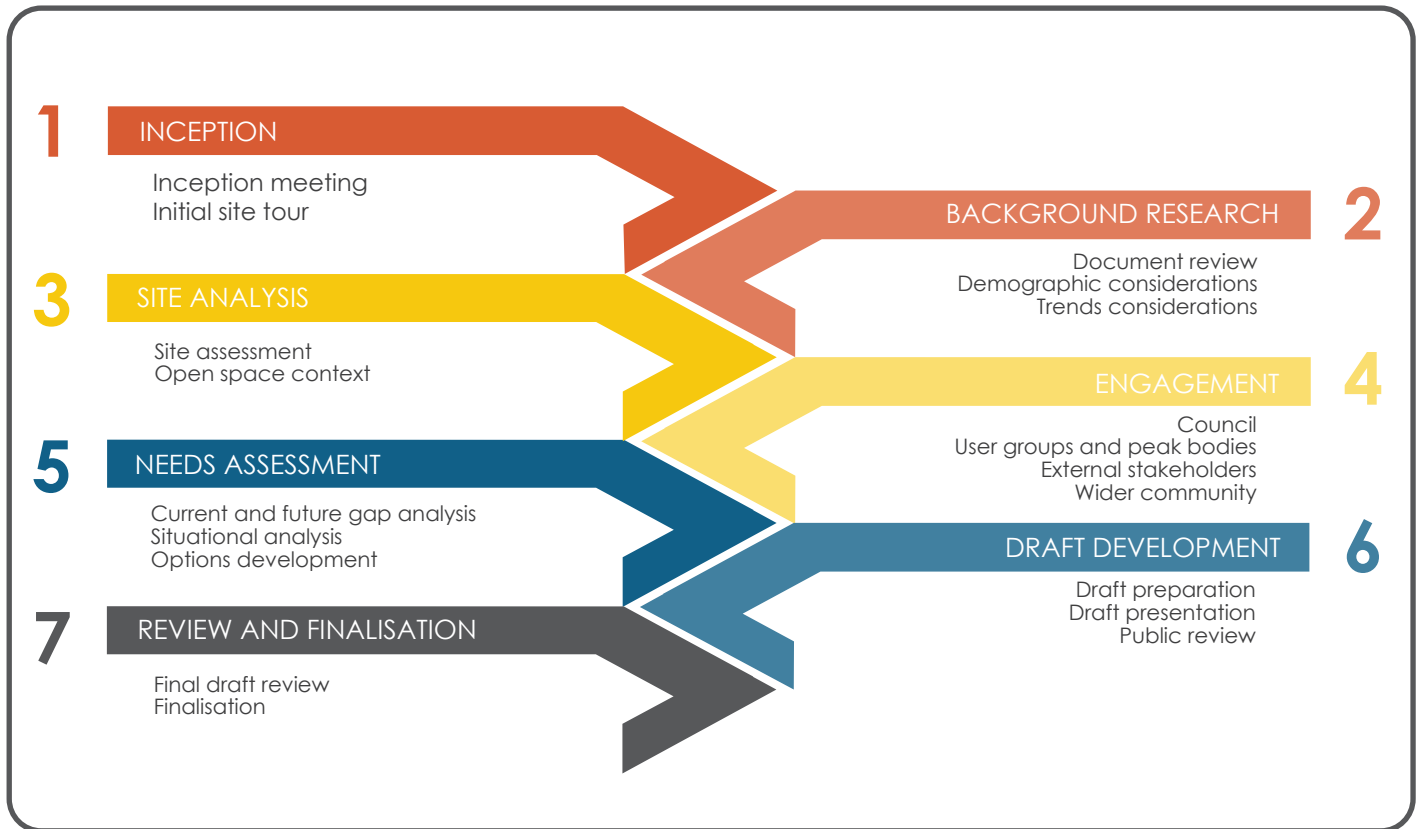 1
INCEPTION
Inception meeting
Initial site tour
2
BACKGROUND RESEARCH
Document review
Demographic considerations
Trends considerations
3
SITE ANALYSIS
Site assessment
Open space context
4
ENGAGEMENT
Council
User groups and peak bodies
External stakeholders
Wider community
5
NEEDS ASSESSMENT
Current and future gap analysis
Situational analysis
Options development
6
DRAFT DEVELOPMENT
Draft preparation
Draft presentation
Public review
7
REVIEW AND FINALISATION
Final draft review
Finalisation